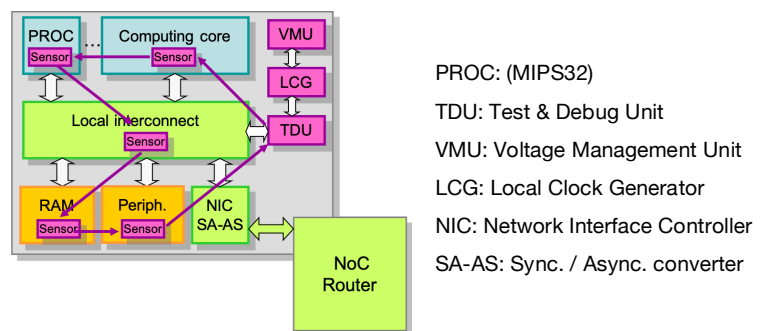 PROC
...
Computing core
VMU
Sensor
Sensor
LCG
Local interconnect
TDU
Sensor
RAM
Periph.
NIC
SA-AS
Sensor
Sensor
NoC
Router
PROC: (MIPS32)
TDU: Test & Debug Unit
VMU: Voltage Management Unit
LCG: Local Clock Generator
NIC: Network Interface Controller
SA-AS: Sync. / Async. converter